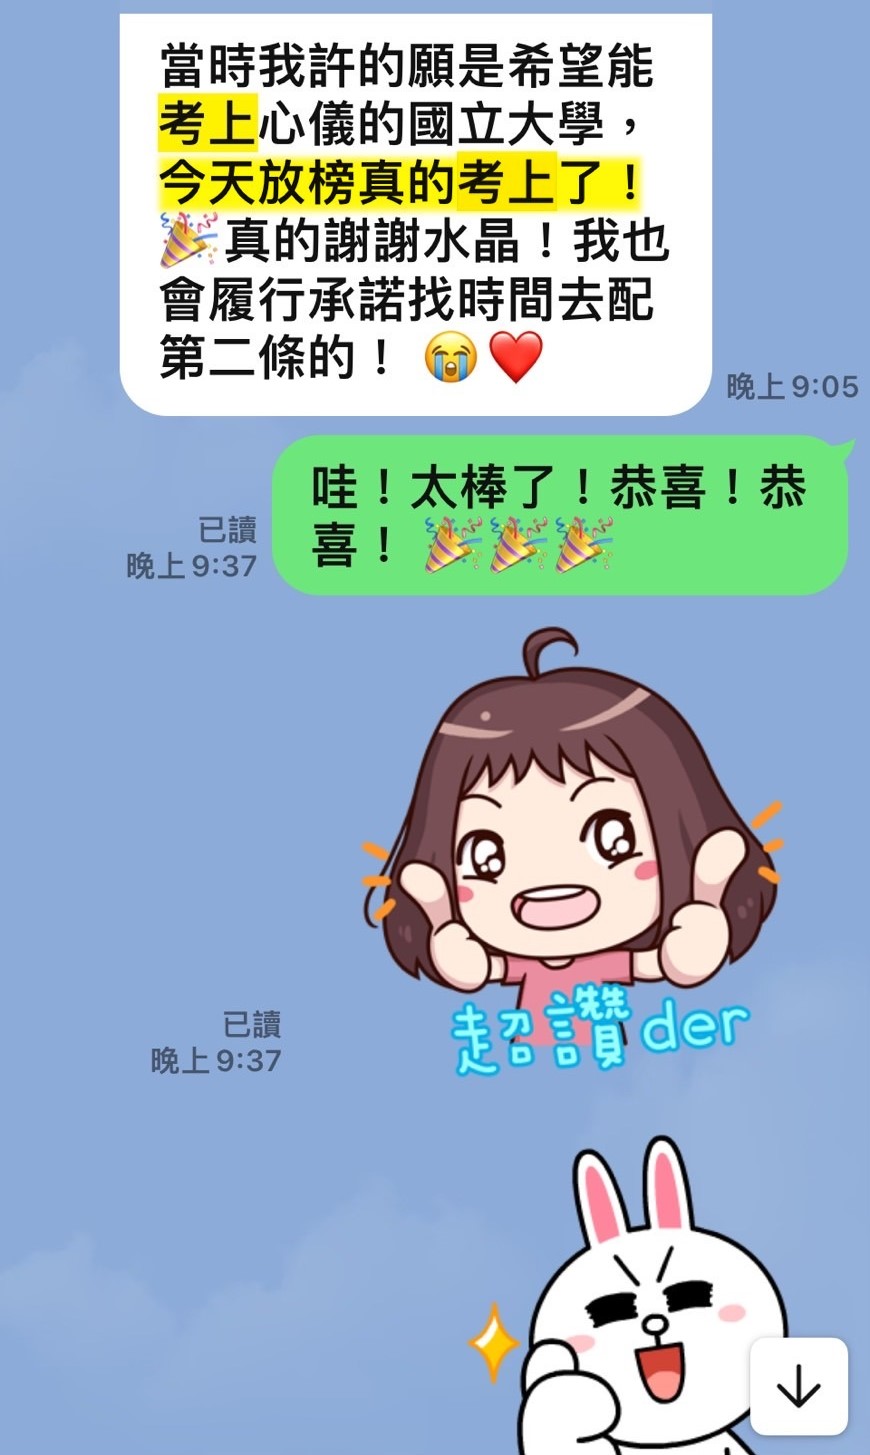 當時我許的願是希望能
考上心儀的國立大學，
今天放榜真的考上了！
🎉真的謝謝水晶！我也
會履行承諾找時間去配
第二條的！ 😭❤️
晚上 9:05
哇！太棒了！恭喜！恭
喜！ 🎉🎉🎉
已讀
晚上 9:37
超讚der
已讀
晚上 9:37